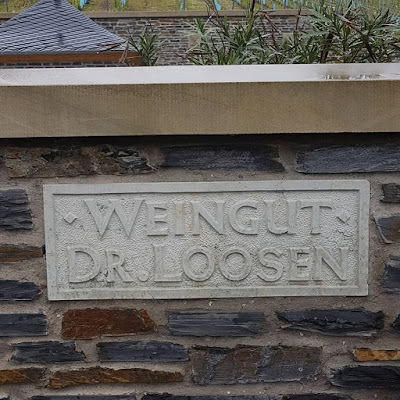 · WEINGUT ·
DR. LOOSEN